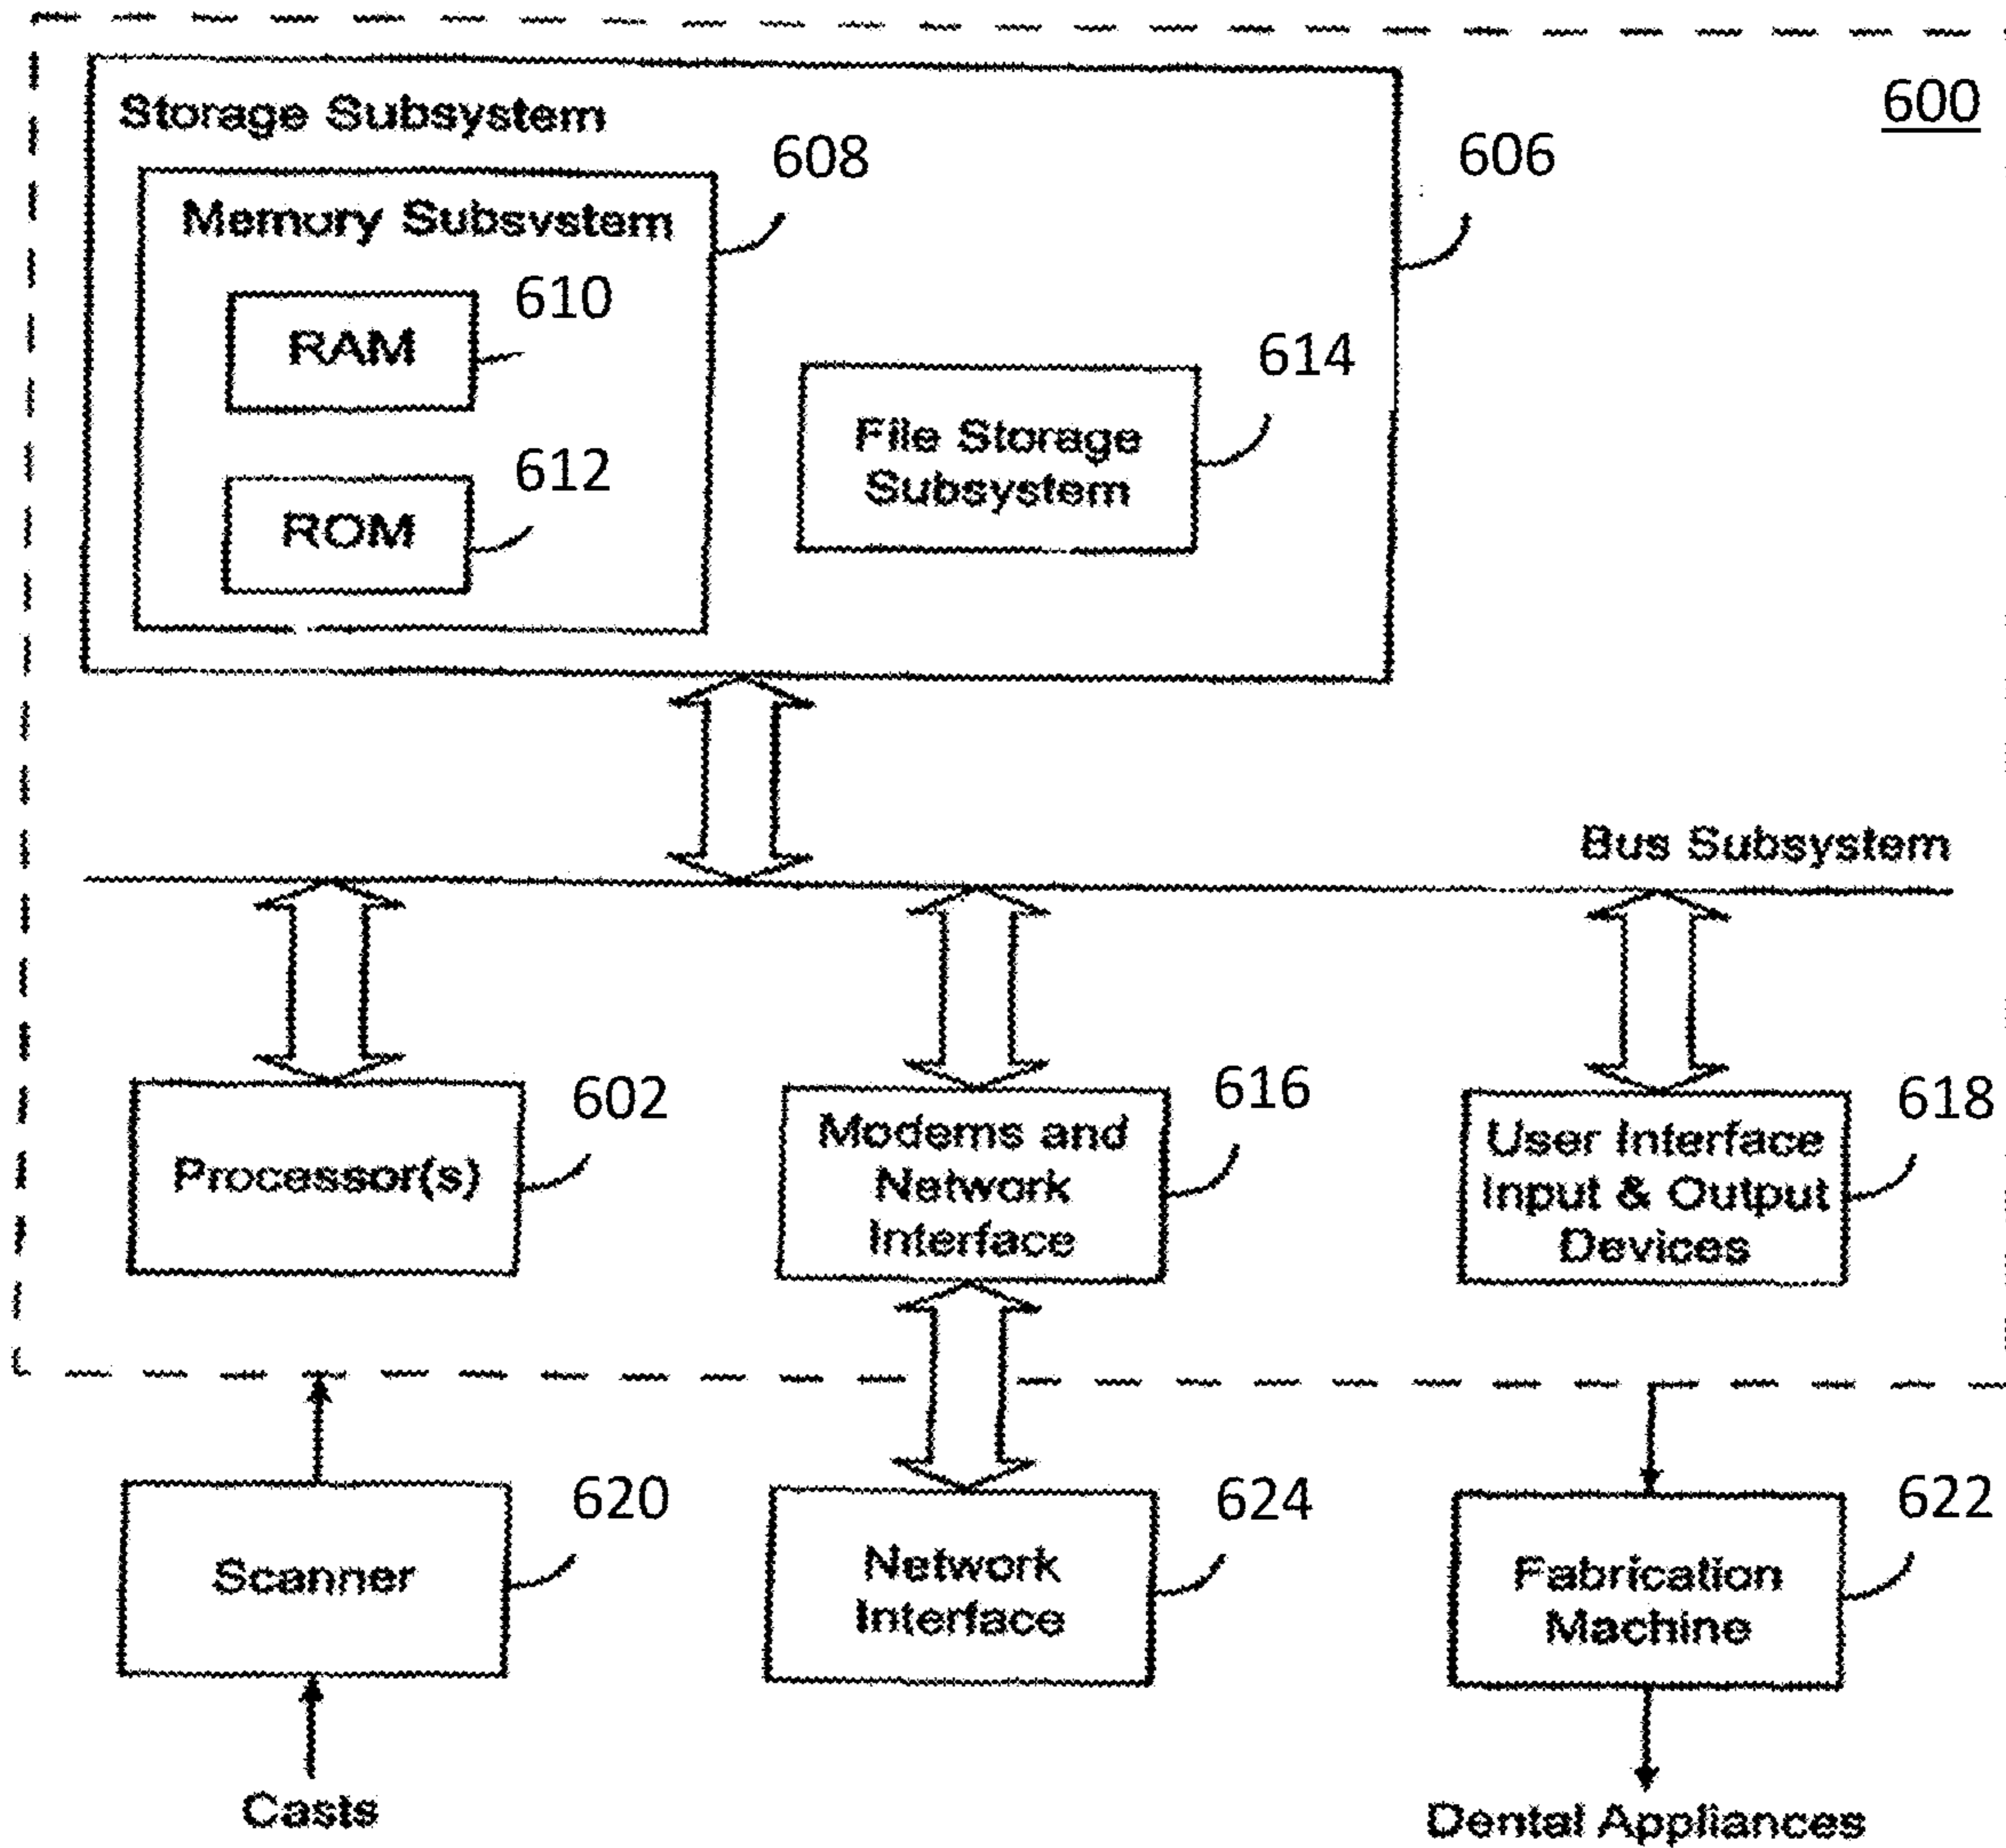 600
Storage Subsystem
608
606
Memory Subsystem
610
RAM
614
File Storage
Subsystem
612
ROM
Bus Subsystem
602
Processor(s)
616
Modems and
Network
Interface
618
User Interface
Input & Output
Devices
620
Scanner
624
Network
Interface
622
Fabrication
Machine
Casts
Dental Appliances